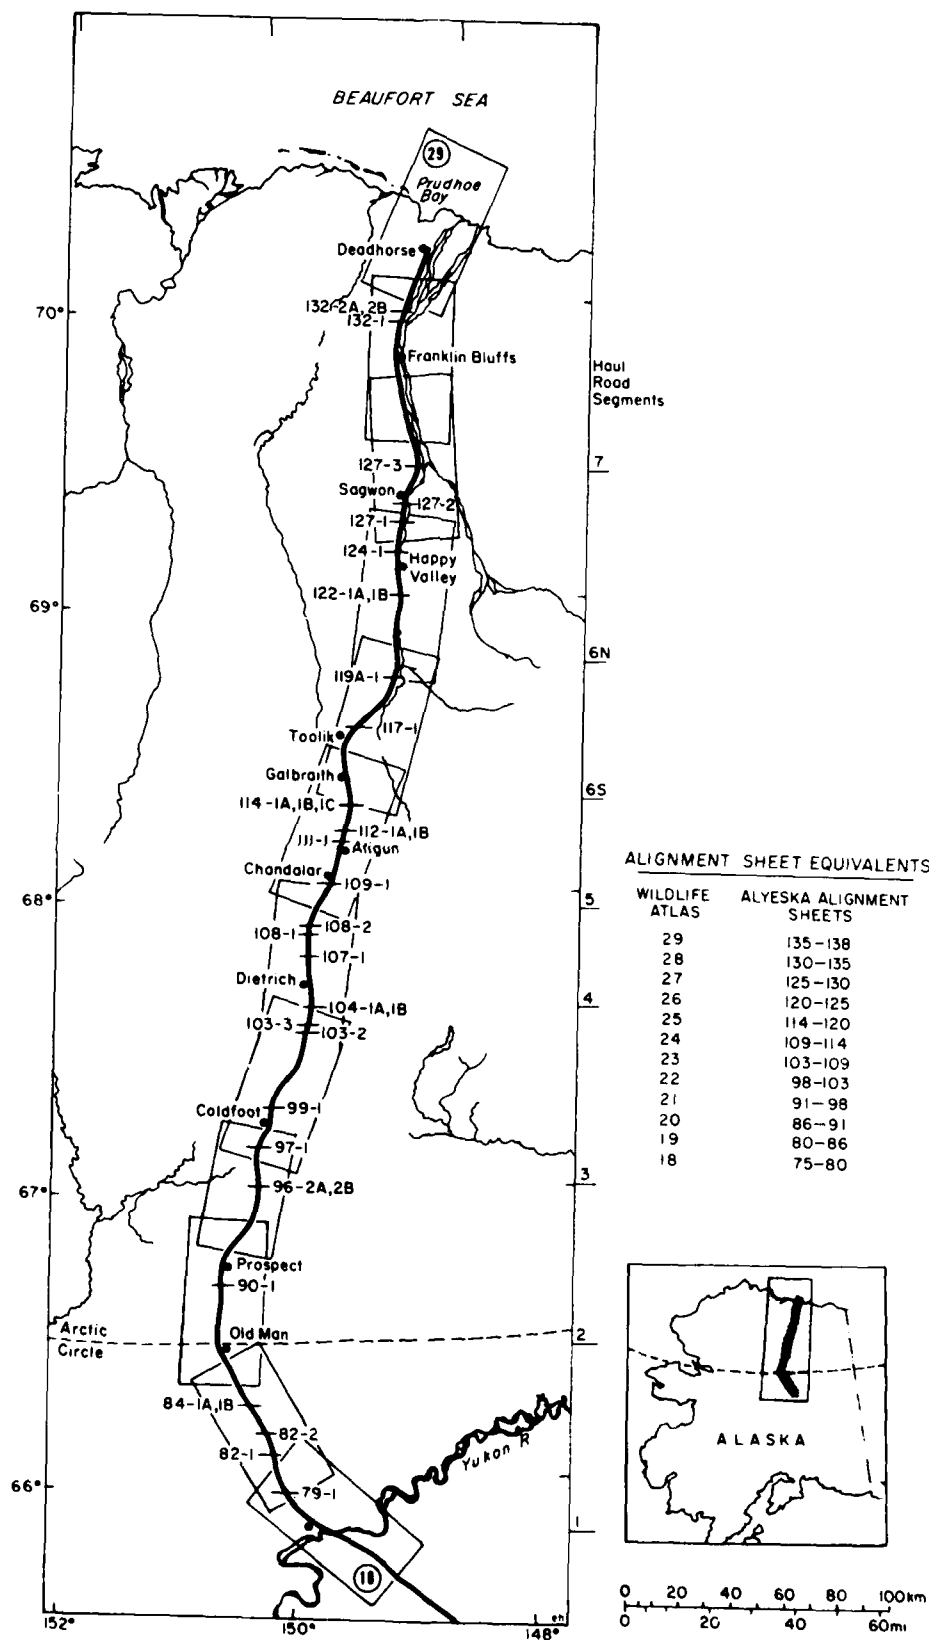 BEAUFORT SEA
29
Prudhoe
Bay
Deadhorse
70°
132-2A, 2B
132-1
Franklin Bluffs
Haul
Road
Segments
127-3
7
Sagwon
127-2
127-1
124-1
Happy
Valley
122-1A,1B
69°
6N
119A-1
117-1
Toolik
Galbraith
114-1A,1B,1C
6S
112-1A,1B
111-1
Atigun
Chandalar
109-1
68°
5
108-2
108-1
107-1
Dietrich
4
104-1A,1B
103-3
103-2
99-1
Coldfoot
97-1
67°
96-2A,2B
3
Prospect
90-1
Arctic
Circle
Old Man
2
84-1A,1B
82-2
82-1
Yukon R
66°
79-1
1
18
152°
150°
148°
ALIGNMENT SHEET EQUIVALENTS
WILDLIFE ALYESKA ALIGNMENT
ATLAS SHEETS
29 135-138
28 130-135
27 125-130
26 120-125
25 114-120
24 109-114
23 103-109
22 98-103
21 91-98
20 86-91
19 80-86
18 75-80
ALASKA
0 20 40 60 80 100km
0 20 40 60mi